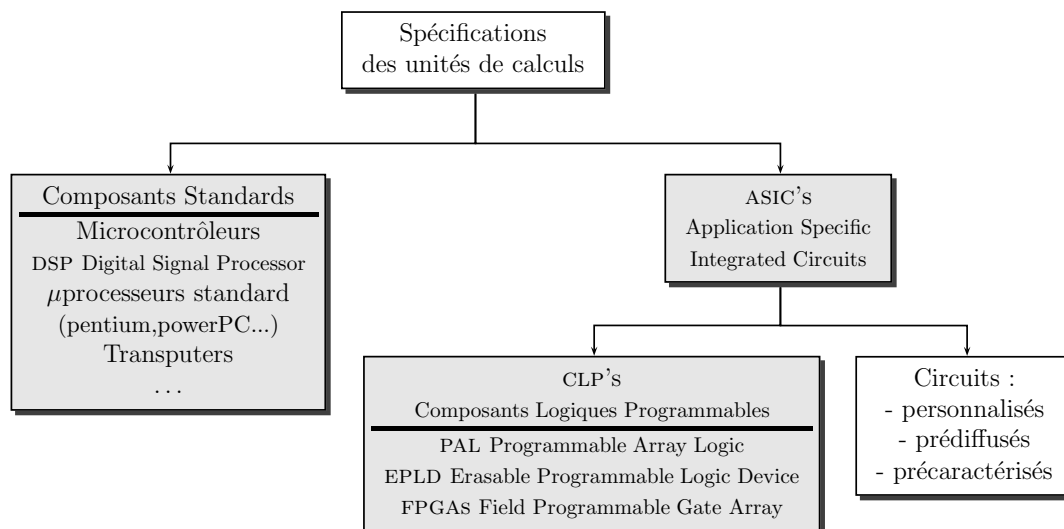 Spécifications
des unités de calculs
Composants Standards
Microcontrôleurs
DSP Digital Signal Processor
μprocesseurs standard
(pentium,powerPC...)
Transputers
...
ASIC's
Application Specific
Integrated Circuits
CLP's
Composants Logiques Programmables
PAL Programmable Array Logic
EPLD Erasable Programmable Logic Device
FPGAs Field Programmable Gate Array
Circuits :
- personnalisés
- prédiffusés
- précaractérisés